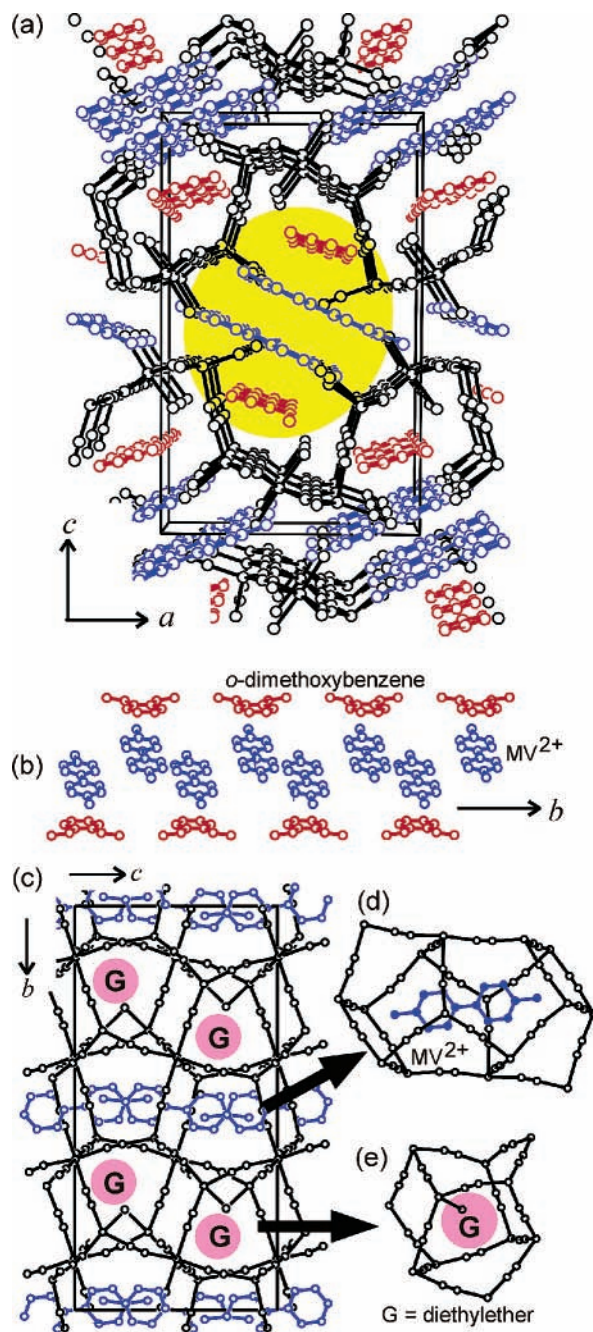 (a)
c
a
o-dimethoxybenzene
(b)
MV2+
b
(c)
c
b
(d)
G
G
MV2+
(e)
G
G
G
G = diethylether